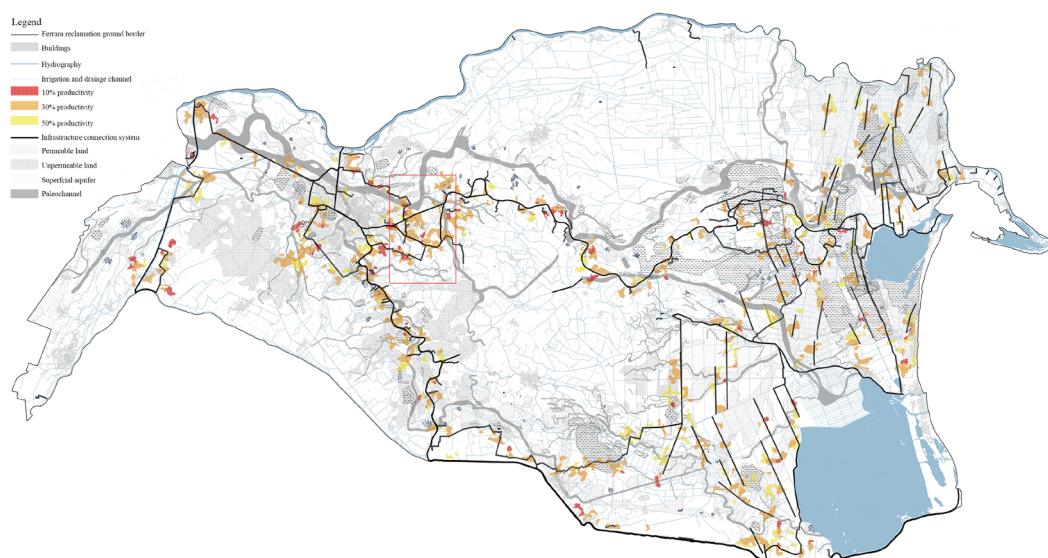 Legend
Ferrara reclamation ground border
Buildings
Hydrography
Irrigation and drainage channel
10% productivity
30% productivity
50% productivity
Infrastructure connection system
Permeable land
Unpermeable land
Superfcial aquifer
Paleochannel